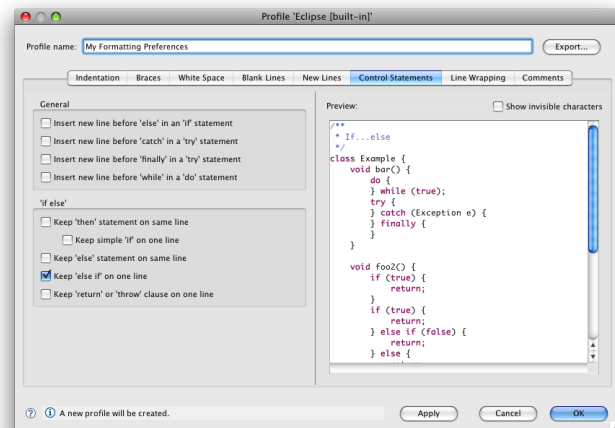 Profile 'Eclipse [built-in]'
Profile name: My Formatting Preferences Export...
Indentation Braces White Space Blank Lines New Lines Control Statements Line Wrapping Comments
General
Insert new line before 'else' in an 'if' statement
Insert new line before 'catch' in a 'try' statement
Insert new line before 'finally' in a 'try' statement
Insert new line before 'while' in a 'do' statement
'if else'
Keep 'then' statement on same line
Keep simple 'if' on one line
Keep 'else' statement on same line
Keep 'else if' on one line
Keep 'return' or 'throw' clause on one line
Preview: Show invisible characters
/**
 * If...else
 */
class Example {
    void bar() {
        do {
        } while (true);
        try {
        } catch (Exception e) {
        } finally {
        }
    }

    void foo2() {
        if (true) {
            return;
        }
        if (true) {
            return;
        } else if (false) {
            return;
        } else {
? i A new profile will be created. Apply Cancel OK